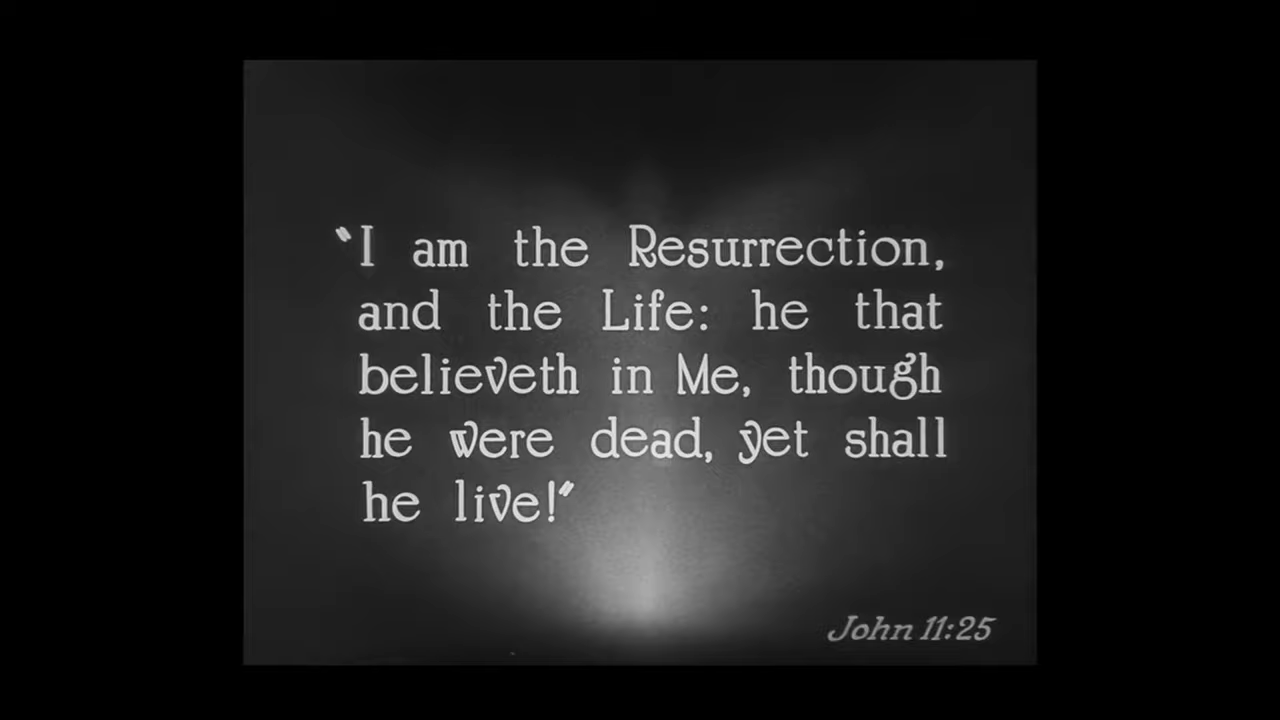 "I am the Resurrection,
and the Life: he that
believeth in Me, though
he were dead, yet shall
he live!"
John 11:25